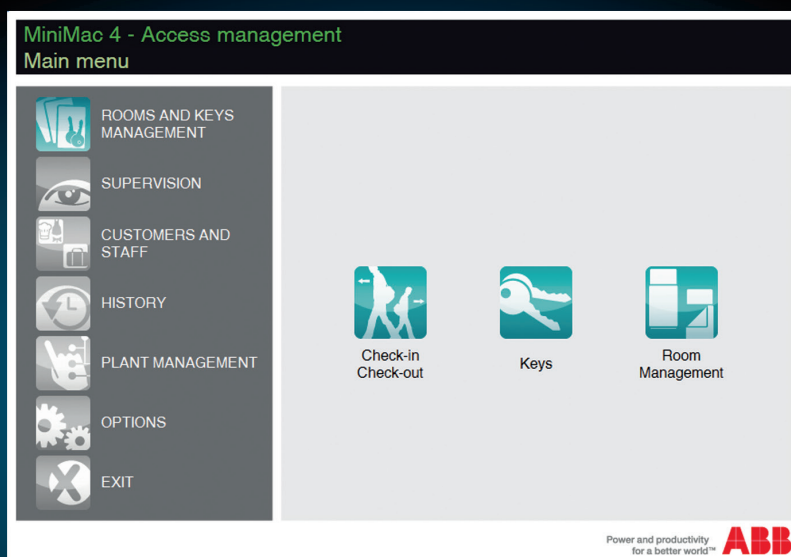 MiniMac 4 - Access management
Main menu
ROOMS AND KEYS
MANAGEMENT
SUPERVISION
CUSTOMERS AND
STAFF
HISTORY
PLANT MANAGEMENT
OPTIONS
EXIT
Check-in
Check-out
Keys
Room
Management
Power and productivity
for a better world™
ABB